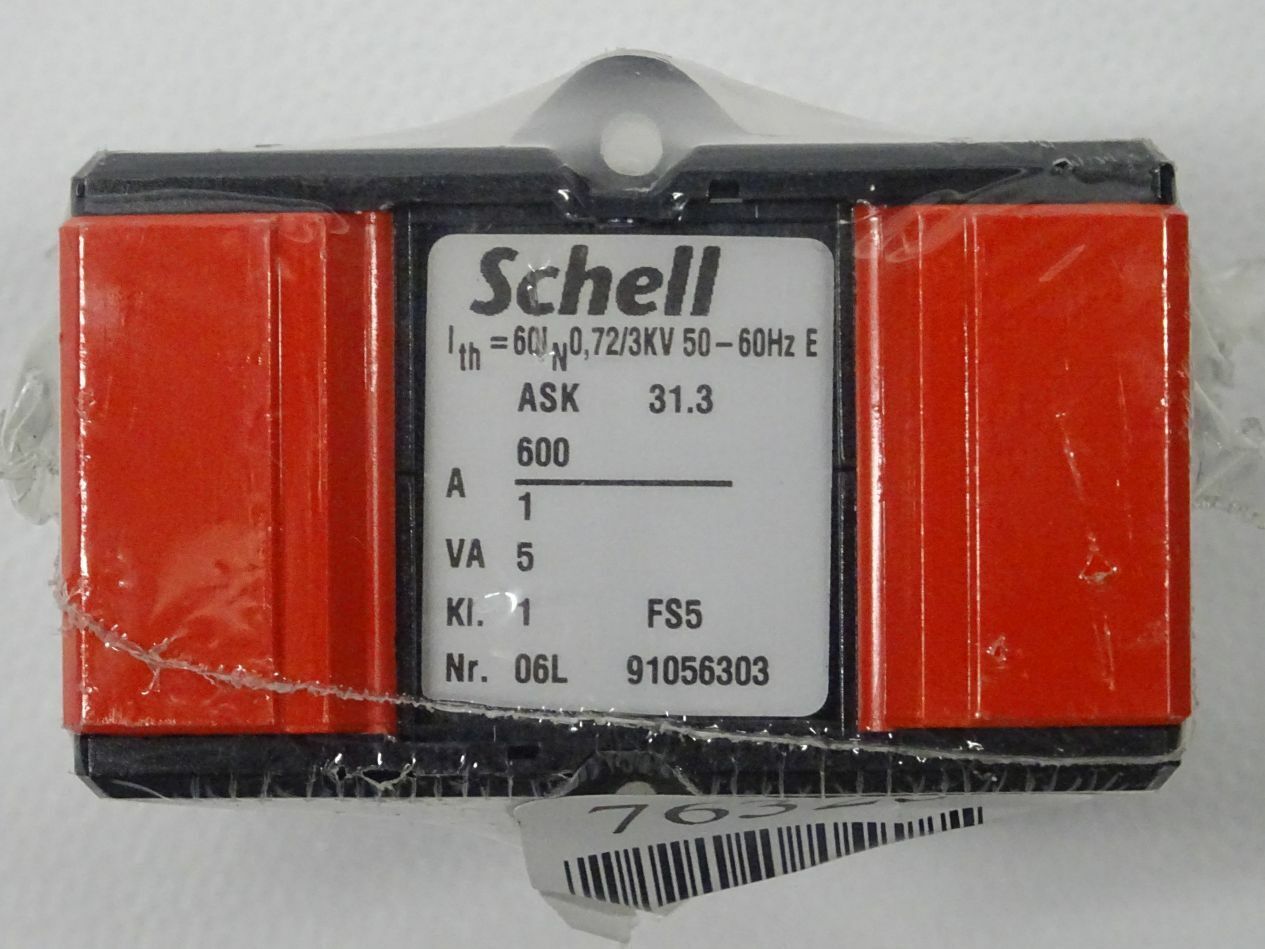 Schell
Ith = 60IN 0,72/3KV 50 – 60Hz E
ASK 31.3
600
A
1
VA 5
Kl. 1 FS5
Nr. 06L 91056303